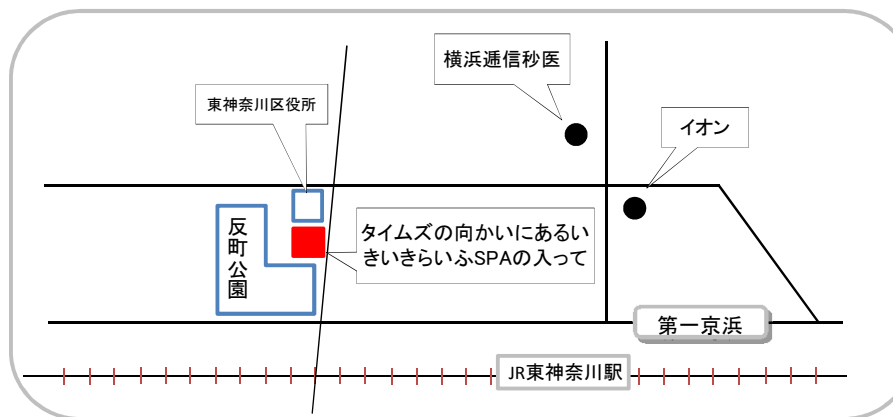 横浜逓信秒医
東神奈川区役所
イオン
反町公園
タイムズの向かいにあるい
きいきらいふSPAの入って
第一京浜
JR東神奈川駅